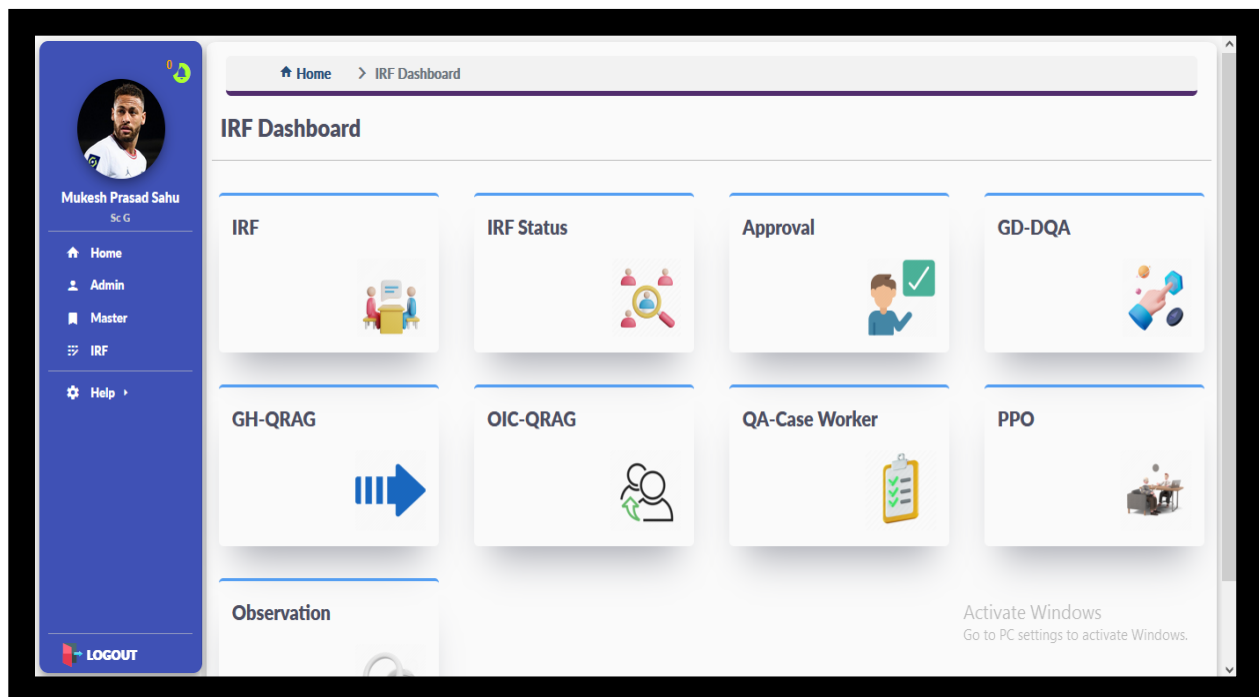 0
Mukesh Prasad Sahu
Sc G
Home
Admin
Master
IRF
Help
LOGOUT
Home > IRF Dashboard
IRF Dashboard
IRF
IRF Status
Approval
GD-DQA
GH-QRAG
OIC-QRAG
QA-Case Worker
PPO
Observation
Activate Windows
Go to PC settings to activate Windows.